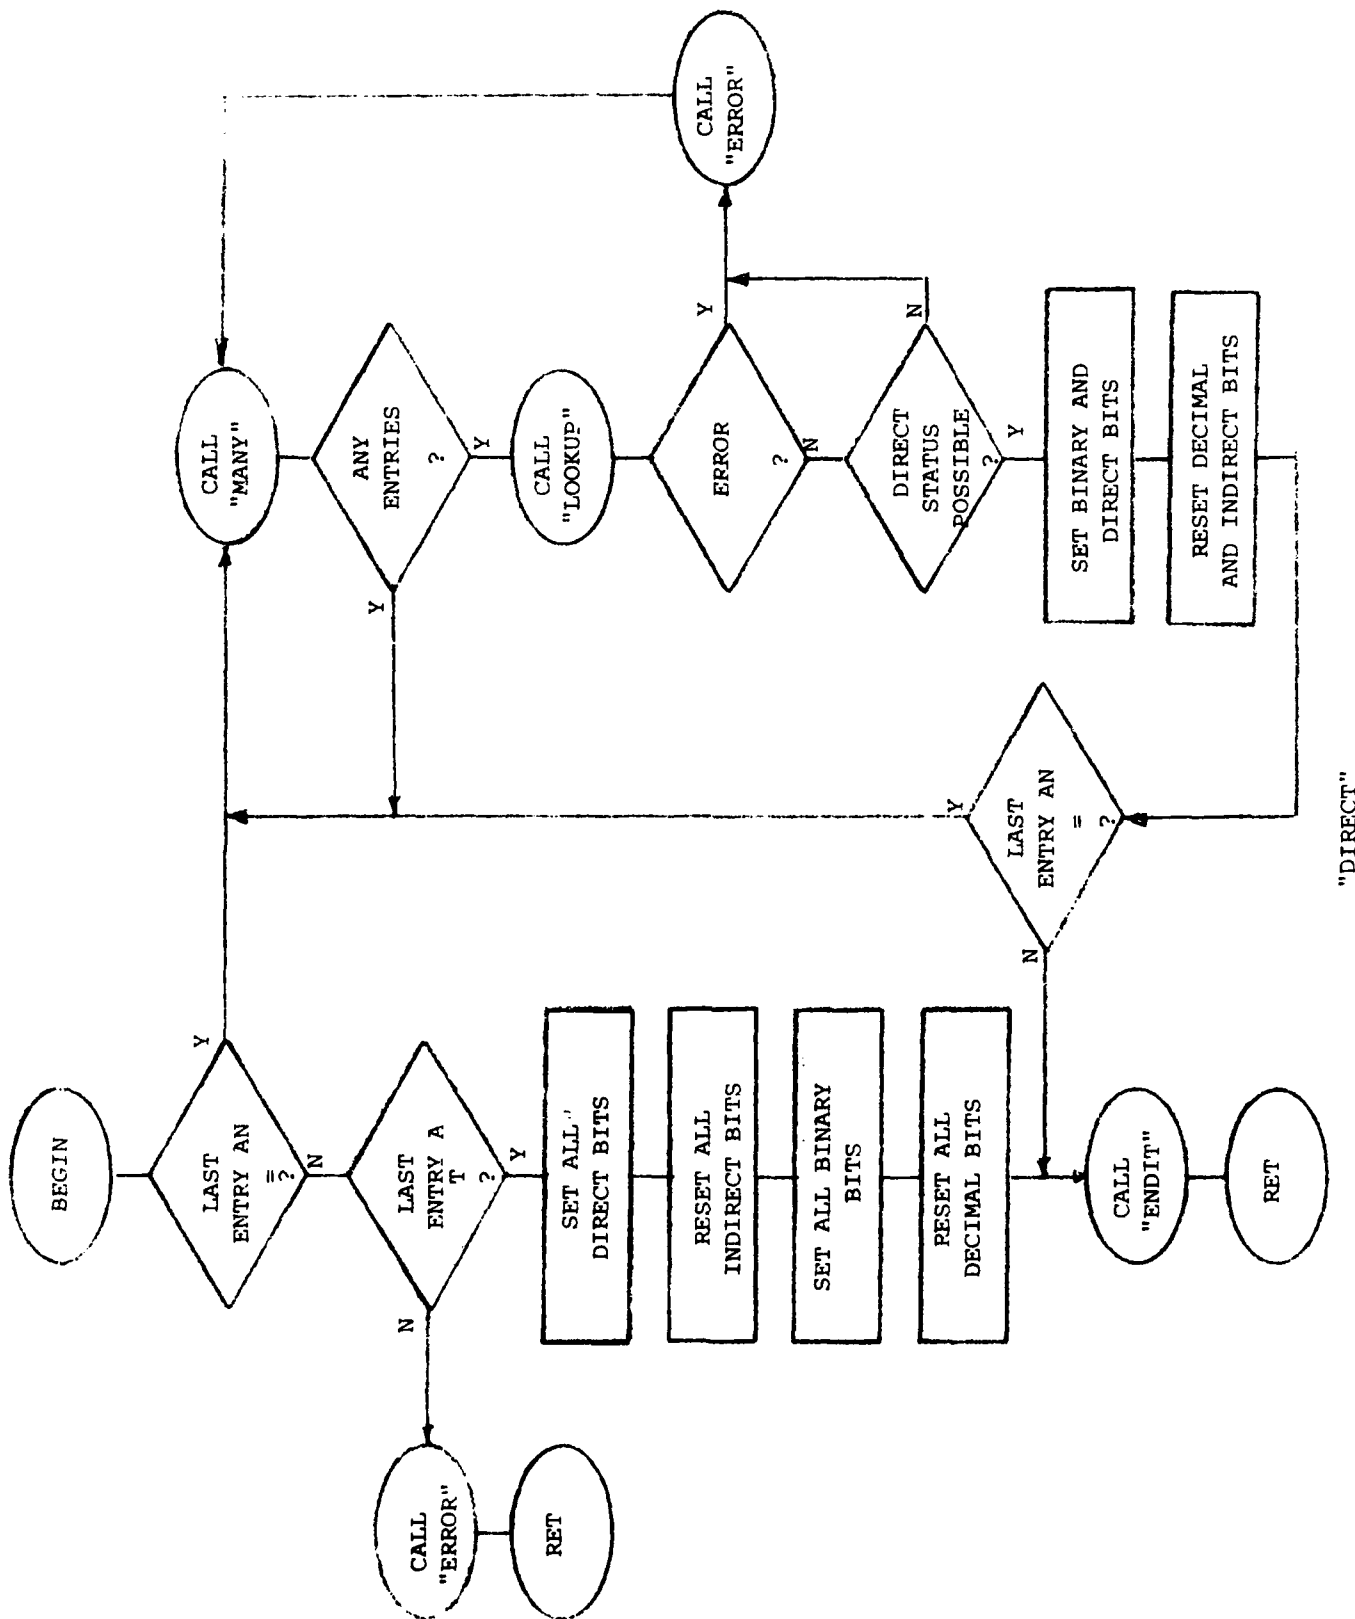 BEGIN
LAST
ENTRY AN
=
?
Y
N
LAST
ENTRY A
T
?
N
Y
CALL
"ERROR"
RET
SET ALL
DIRECT BITS
RESET ALL
INDIRECT BITS
SET ALL BINARY
BITS
RESET ALL
DECIMAL BITS
CALL
"ENDIT"
RET
CALL
"MANY"
ANY
ENTRIES
?
Y
Y
CALL
"LOOKUP"
ERROR
?
Y
N
CALL
"ERROR"
DIRECT
STATUS
POSSIBLE
?
N
Y
SET BINARY AND
DIRECT BITS
RESET DECIMAL
AND INDIRECT BITS
LAST
ENTRY AN
=
?
Y
N
"DIRECT"